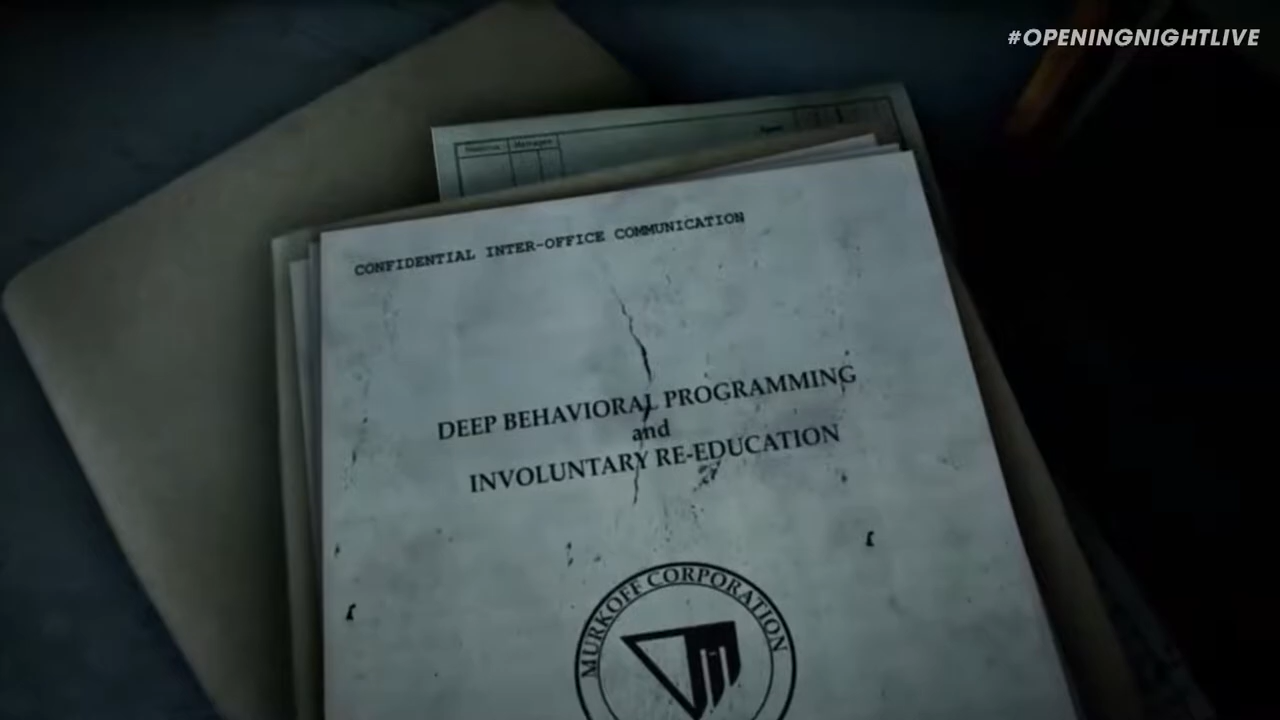 #OPENINGNIGHTLIVE
CONFIDENTIAL INTER-OFFICE COMMUNICATION
DEEP BEHAVIORAL PROGRAMMING
and
INVOLUNTARY RE-EDUCATION
MURKOFF CORPORATION